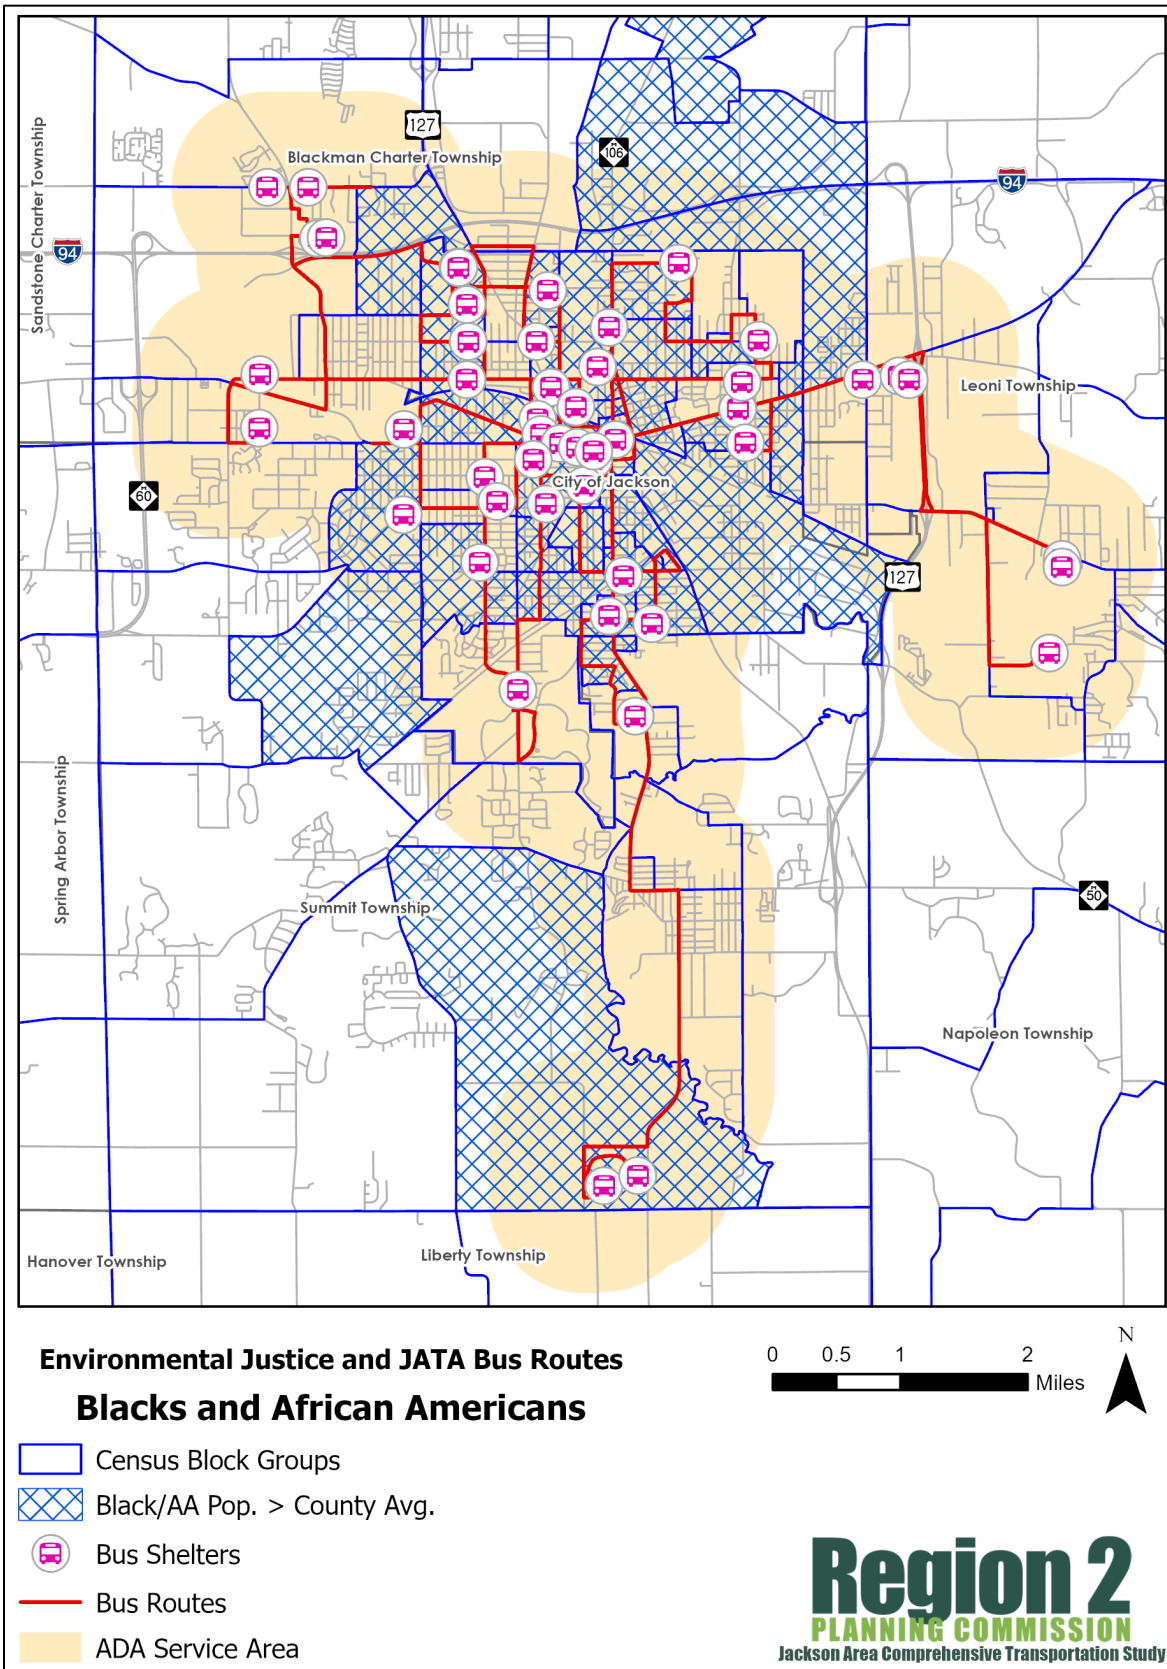 127
Blackman Charter Township
M
106
94
Sandstone Charter Township
94
Leoni Township
City of Jackson
M
60
127
Spring Arbor Township
Summit Township
M
50
Napoleon Township
Hanover Township
Liberty Township
Environmental Justice and JATA Bus Routes
Blacks and African Americans
0 0.5 1 2
Miles
N
Census Block Groups
Black/AA Pop. > County Avg.
Bus Shelters
Bus Routes
ADA Service Area
Region 2
PLANNING COMMISSION
Jackson Area Comprehensive Transportation Study